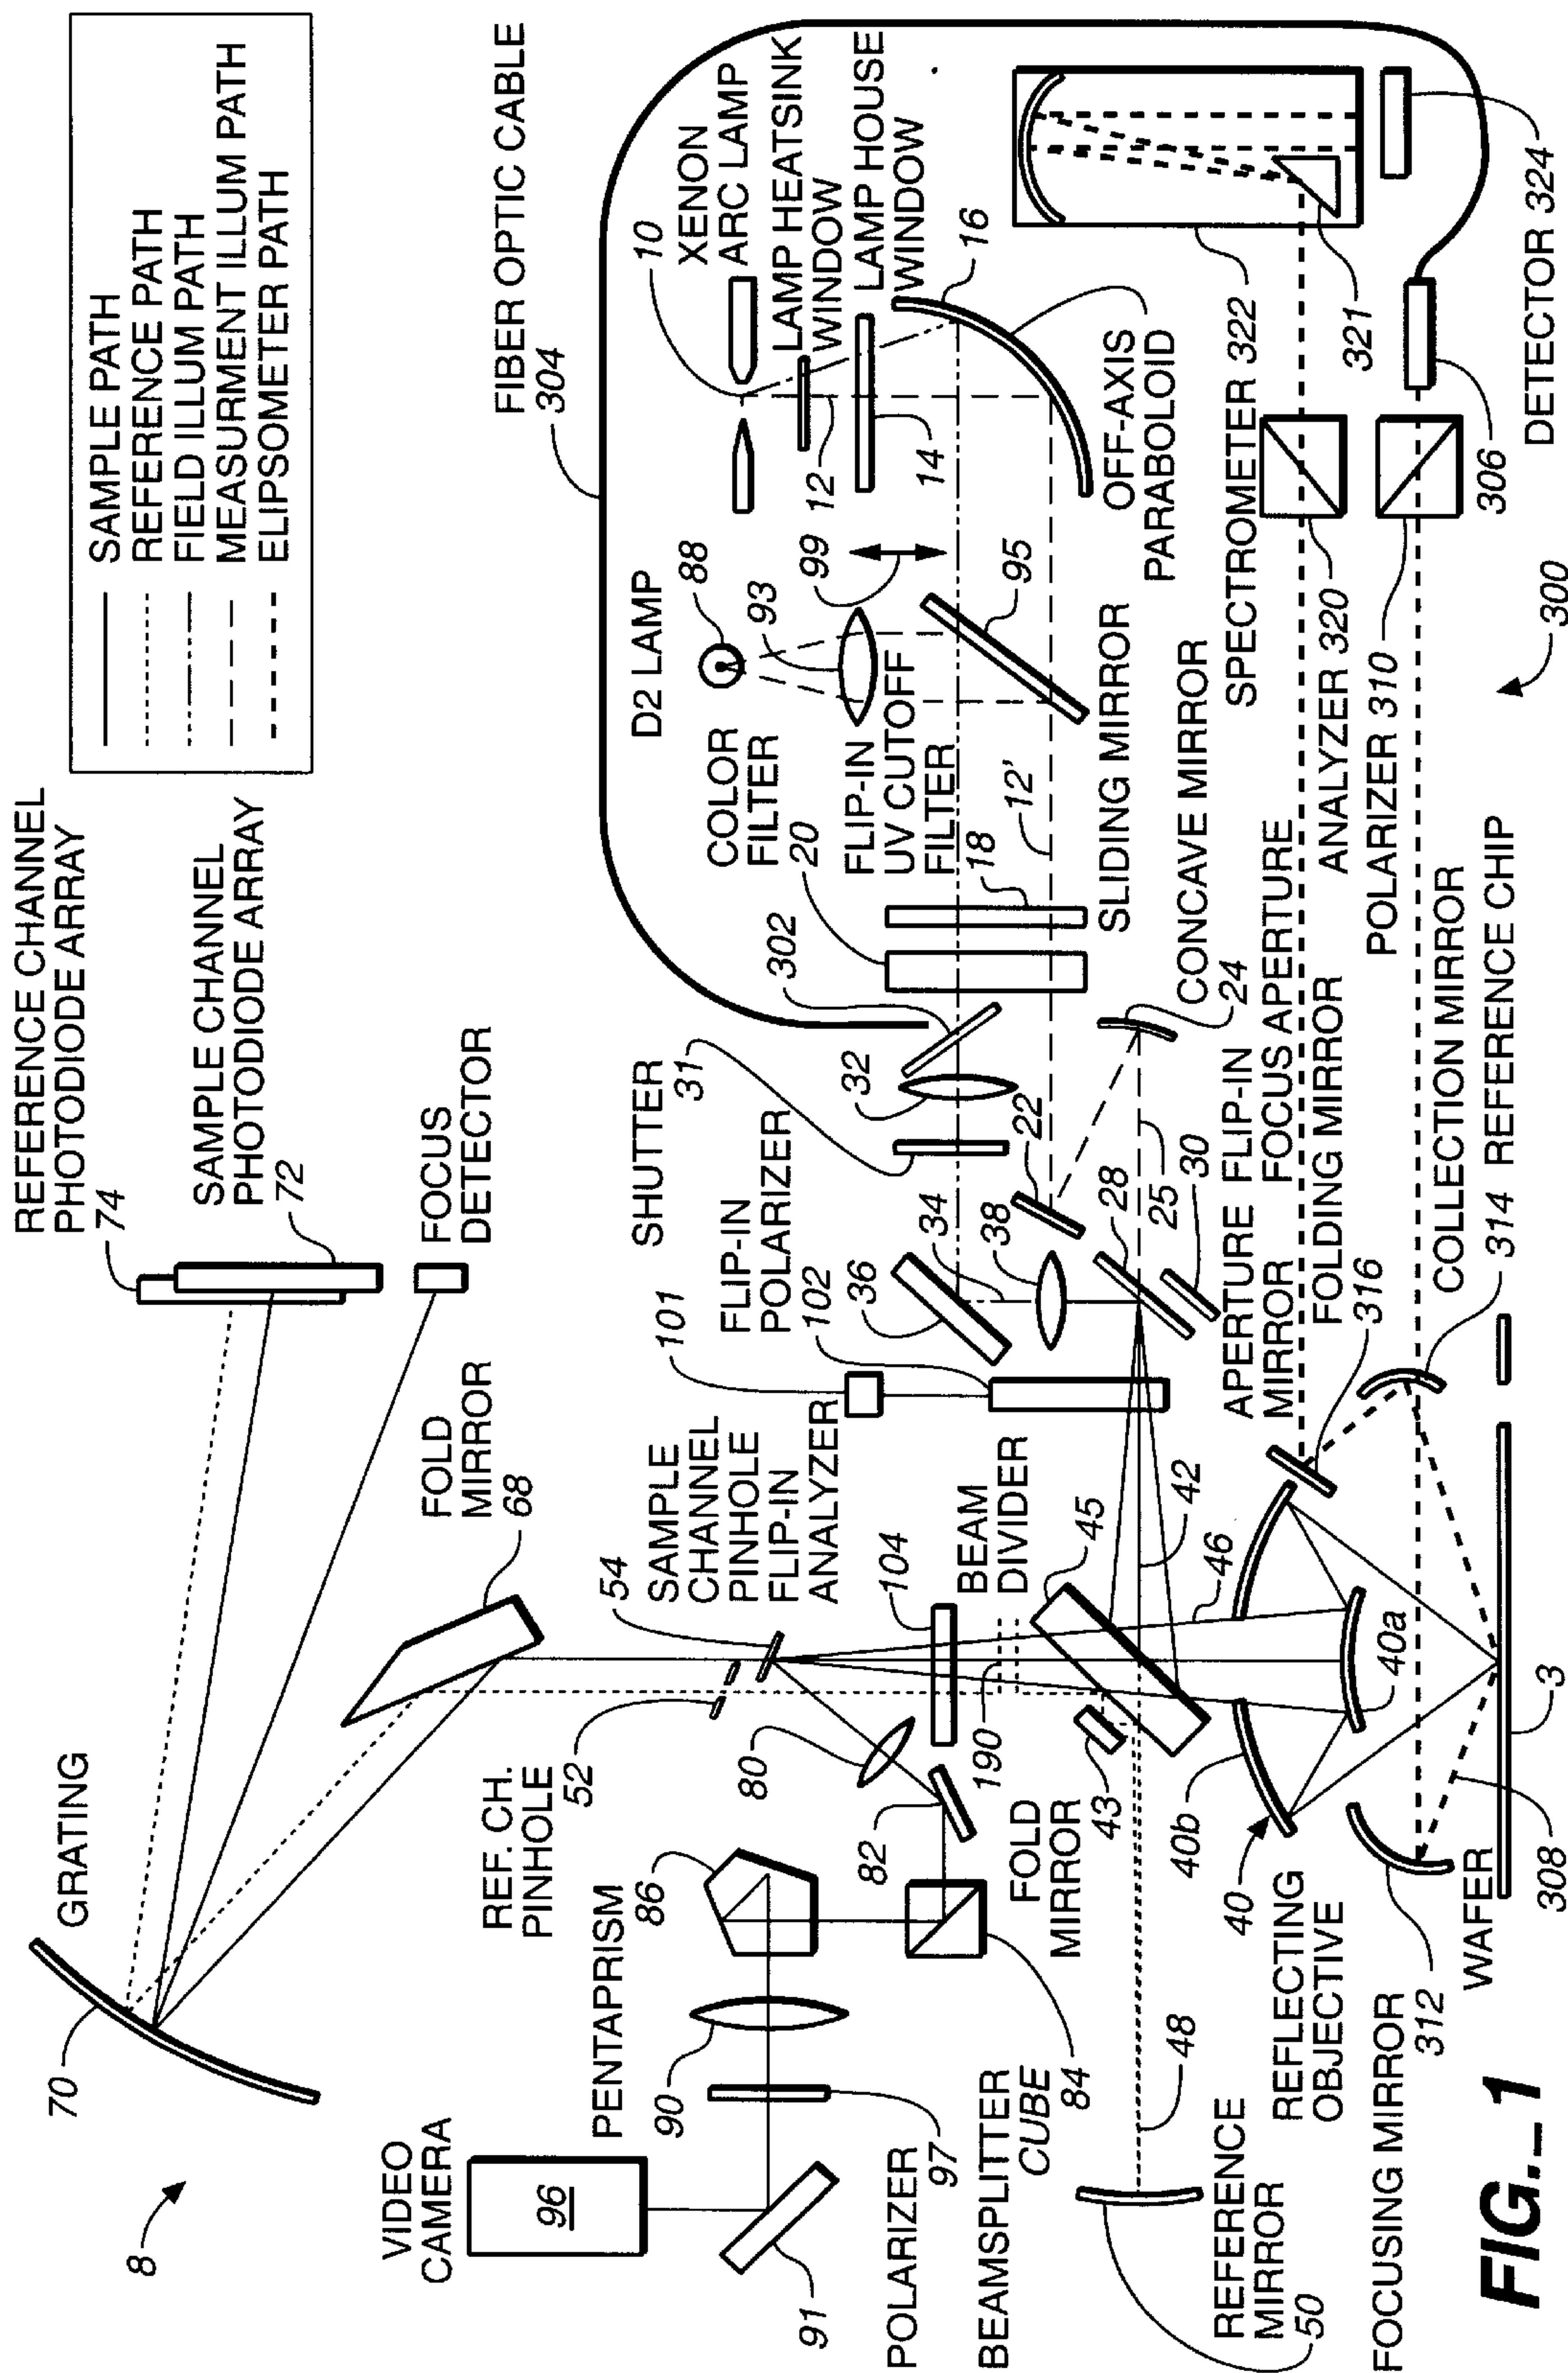 SAMPLE PATH
REFERENCE PATH
FIELD ILLUM PATH
MEASURMENT ILLUM PATH
ELIPSOMETER PATH
REFERENCE CHANNEL
PHOTODIODE ARRAY
74
SAMPLE CHANNEL
PHOTODIODE ARRAY
72
FOCUS
DETECTOR
FOLD
MIRROR
68
GRATING
70
8
FIBER OPTIC CABLE
304
10
XENON
ARC LAMP
LAMP HEATSINK
WINDOW
12
LAMP HOUSE
WINDOW
14
16
OFF-AXIS
PARABOLOID
D2 LAMP
88
93
99
95
COLOR
FILTER
20
FLIP-IN
UV CUTOFF
FILTER
18
12'
SLIDING MIRROR
302
32
SHUTTER
31
22
CONCAVE MIRROR
24
25
28
30
34
36
38
FLIP-IN
POLARIZER
102
101
APERTURE
MIRROR
FLIP-IN
FOCUS APERTURE
FOLDING MIRROR
316
SPECTROMETER 322
321
DETECTOR 324
306
ANALYZER 320
POLARIZER 310
300
COLLECTION MIRROR
314 REFERENCE CHIP
SAMPLE
CHANNEL
PINHOLE
54
FLIP-IN
ANALYZER
104
BEAM
DIVIDER
45
42
46
190
REF. CH.
PINHOLE
52
80
82
FOLD
MIRROR
43
40a
40b
40
REFLECTING
OBJECTIVE
3
308
WAFER
FOCUSING MIRROR
312
PENTAPRISM
86
90
VIDEO
CAMERA
96
91
POLARIZER
97
BEAMSPLITTER
CUBE
84
48
REFERENCE
MIRROR
50
FIG._1